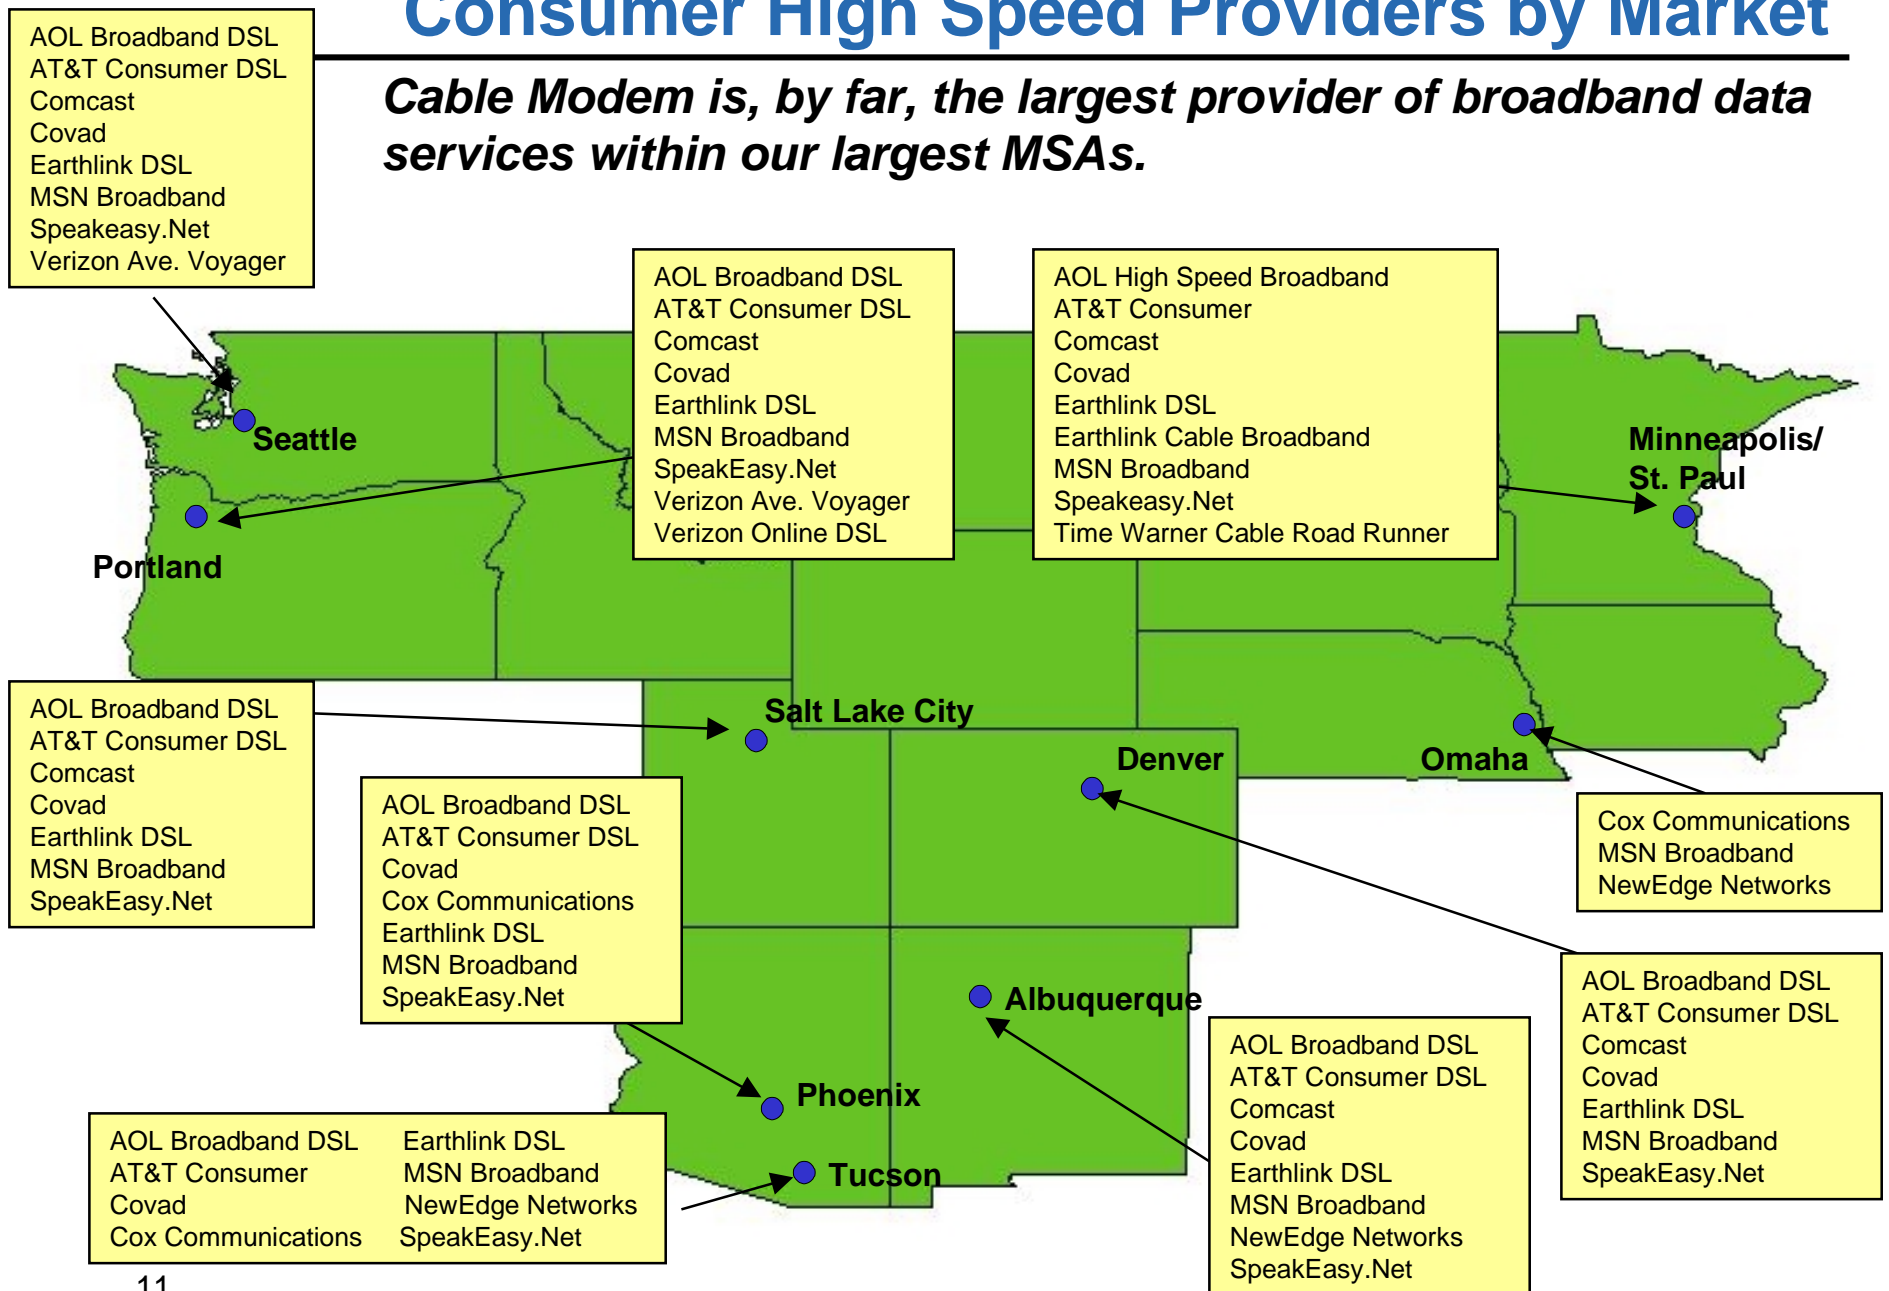 Consumer High Speed Providers by Market
Cable Modem is, by far, the largest provider of broadband data
services within our largest MSAs.
AOL Broadband DSL
AT&T Consumer DSL
Comcast
Covad
Earthlink DSL
MSN Broadband
Speakeasy.Net
Verizon Ave. Voyager
AOL Broadband DSL
AT&T Consumer DSL
Comcast
Covad
Earthlink DSL
MSN Broadband
SpeakEasy.Net
Verizon Ave. Voyager
Verizon Online DSL
AOL High Speed Broadband
AT&T Consumer
Comcast
Covad
Earthlink DSL
Earthlink Cable Broadband
MSN Broadband
Speakeasy.Net
Time Warner Cable Road Runner
Seattle
Minneapolis/
St. Paul
Portland
Salt Lake City
Denver
Omaha
AOL Broadband DSL
AT&T Consumer DSL
Comcast
Covad
Earthlink DSL
MSN Broadband
SpeakEasy.Net
AOL Broadband DSL
AT&T Consumer DSL
Covad
Cox Communications
Earthlink DSL
MSN Broadband
SpeakEasy.Net
Cox Communications
MSN Broadband
NewEdge Networks
Albuquerque
AOL Broadband DSL
AT&T Consumer DSL
Comcast
Covad
Earthlink DSL
MSN Broadband
SpeakEasy.Net
AOL Broadband DSL
AT&T Consumer DSL
Comcast
Covad
Earthlink DSL
MSN Broadband
NewEdge Networks
SpeakEasy.Net
Phoenix
Tucson
AOL Broadband DSL Earthlink DSL
AT&T Consumer MSN Broadband
Covad NewEdge Networks
Cox Communications SpeakEasy.Net
11